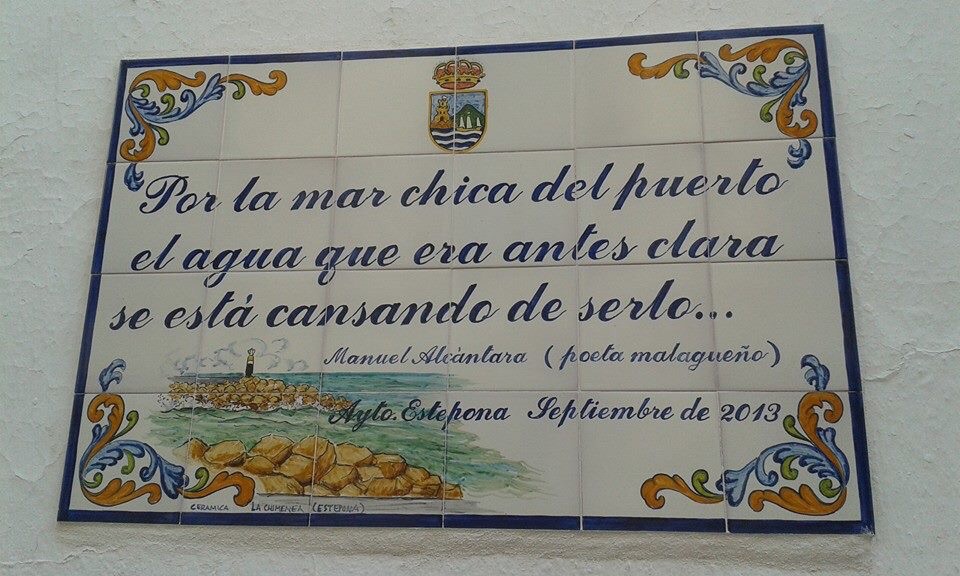 Por la mar chica del puerto
el agua que era antes clara
se está cansando de serlo...
Manuel Alcántara (poeta malagueño)
Ayto. Estepona Septiembre de 2013
CERAMICA LA CHIMENEA (ESTEPONA)